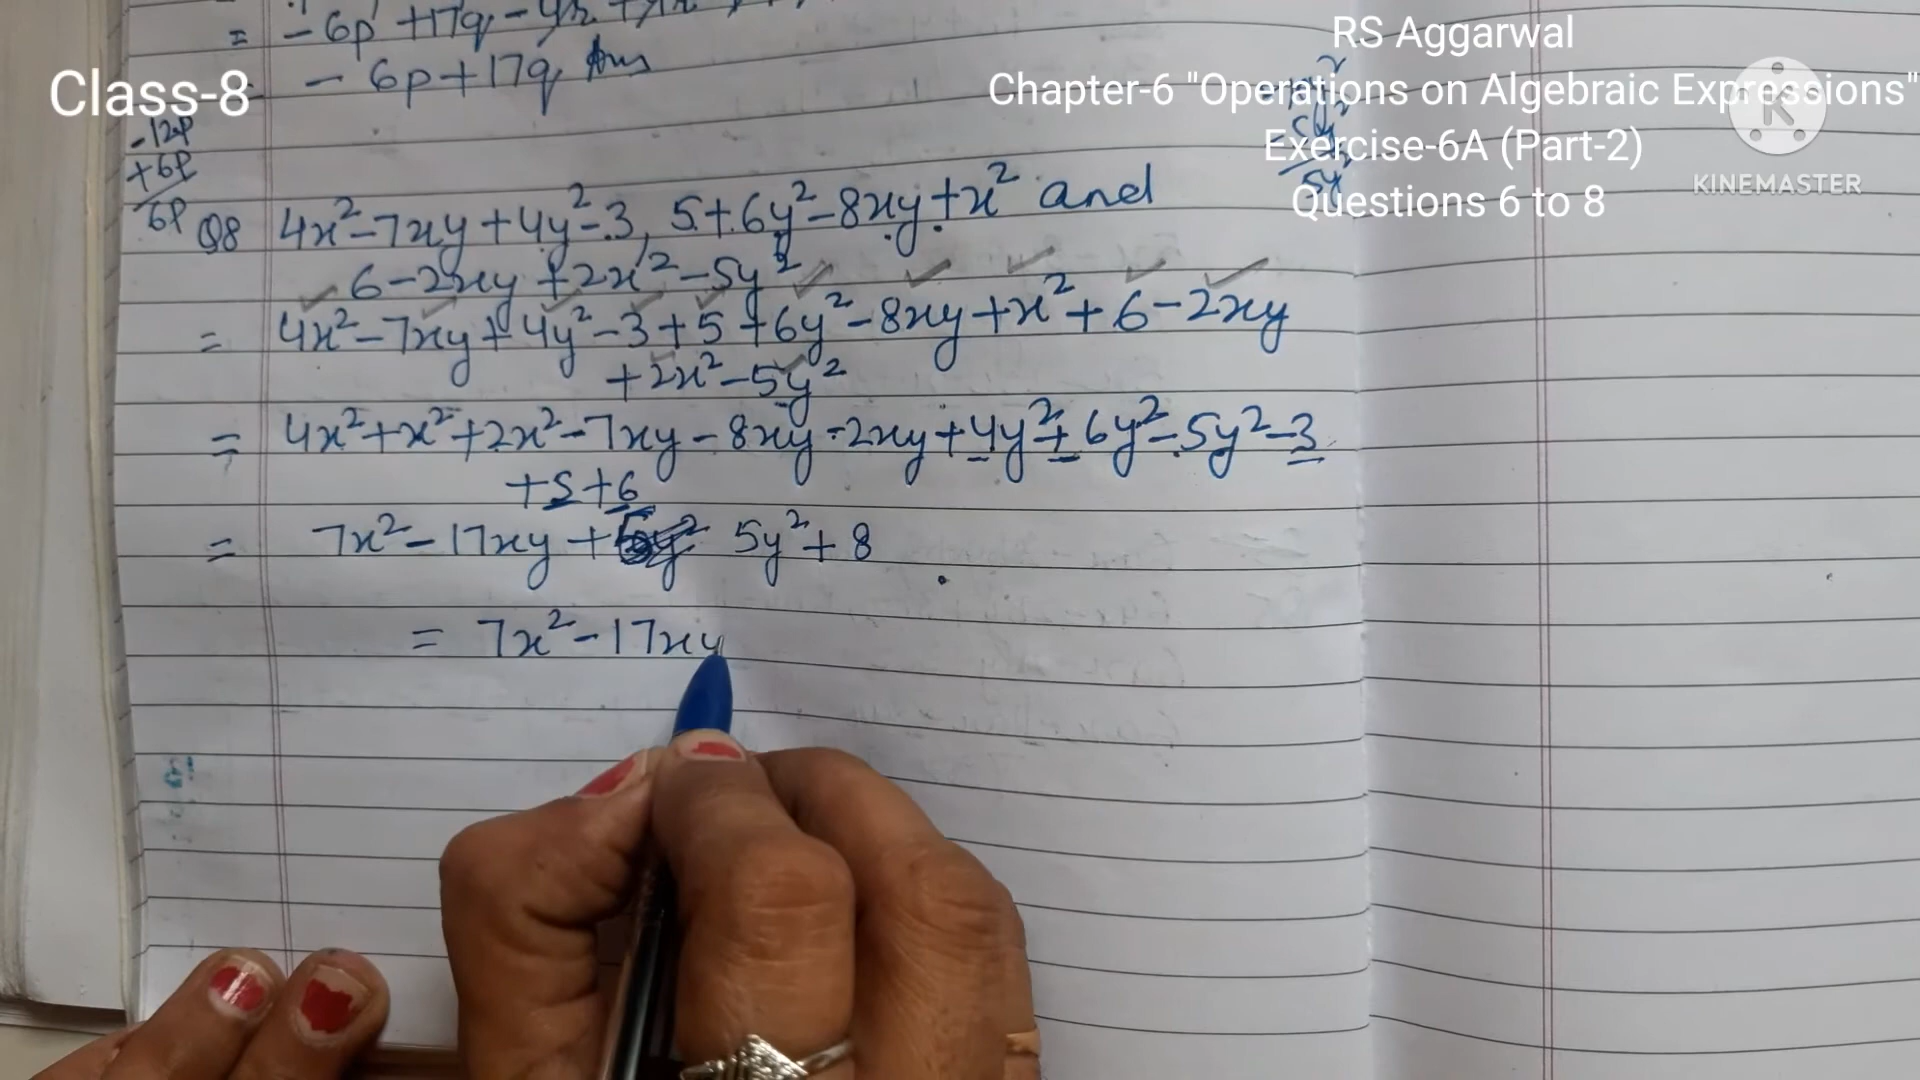 Class-8
RS Aggarwal
Chapter-6 "Operations on Algebraic Expressions"
Exercise-6A (Part-2)
Questions 6 to 8
KINEMASTER
= -6p + 17q
- 6p + 17q Ans
-12p
+6p
6p
5y²
Q8 4x² - 7xy + 4y² - 3, 5 + 6y² - 8xy + x² and
6 - 2xy + 2x² - 5y²
= 4x² - 7xy + 4y² - 3 + 5 + 6y² - 8xy + x² + 6 - 2xy
+ 2x² - 5y²
= 4x² + x² + 2x² - 7xy - 8xy - 2xy + 4y² + 6y² - 5y² - 3
+ 5 + 6
= 7x² - 17xy + 5y² + 8
= 7x² - 17xy